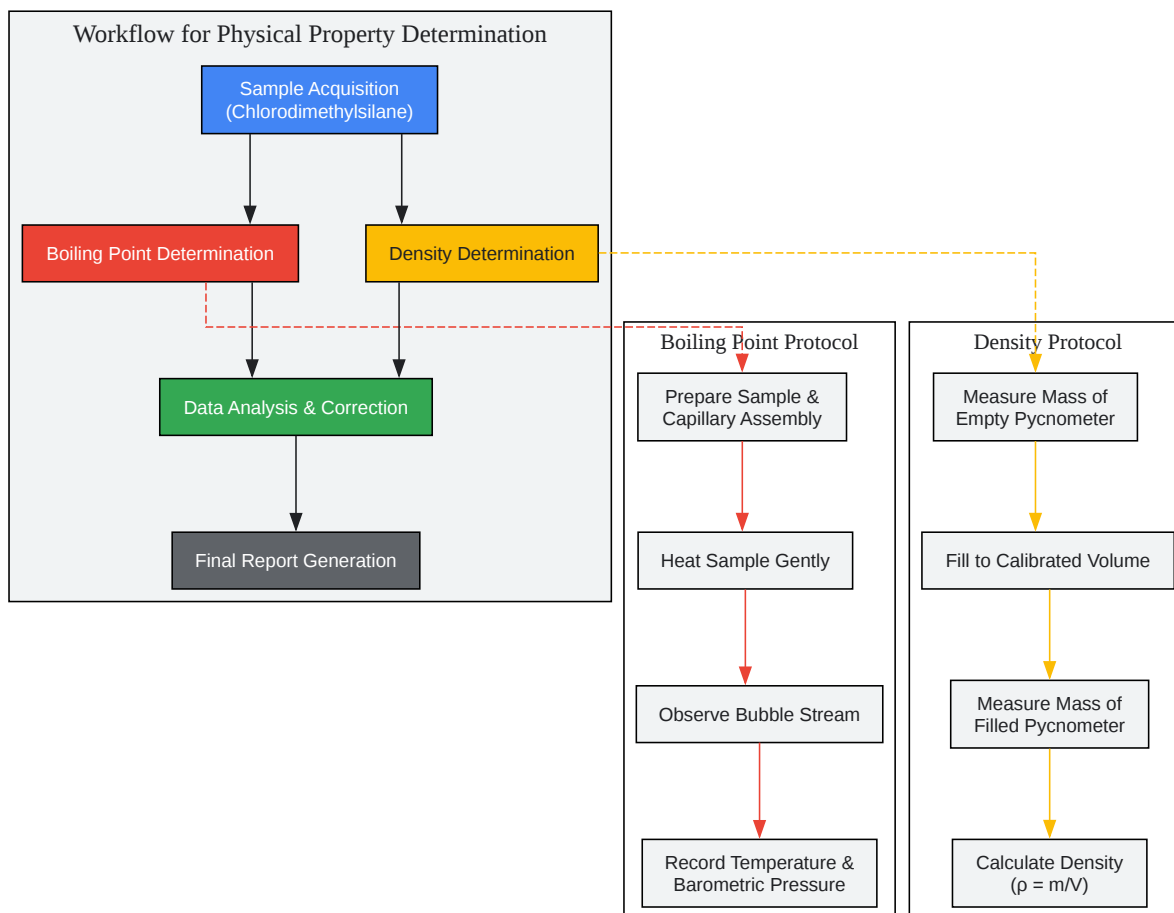 Workflow for Physical Property Determination
Sample Acquisition
(Chlorodimethylsilane)
Boiling Point Determination
Density Determination
Data Analysis & Correction
Final Report Generation
Boiling Point Protocol
Prepare Sample &
Capillary Assembly
Heat Sample Gently
Observe Bubble Stream
Record Temperature &
Barometric Pressure
Density Protocol
Measure Mass of
Empty Pycnometer
Fill to Calibrated Volume
Measure Mass of
Filled Pycnometer
Calculate Density
(ρ = m/V)